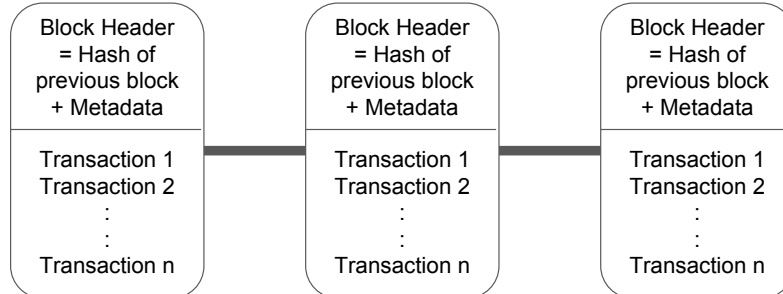 Block Header
= Hash of
previous block
+ Metadata
Transaction 1
Transaction 2
:
:
Transaction n
Block Header
= Hash of
previous block
+ Metadata
Transaction 1
Transaction 2
:
:
Transaction n
Block Header
= Hash of
previous block
+ Metadata
Transaction 1
Transaction 2
:
:
Transaction n